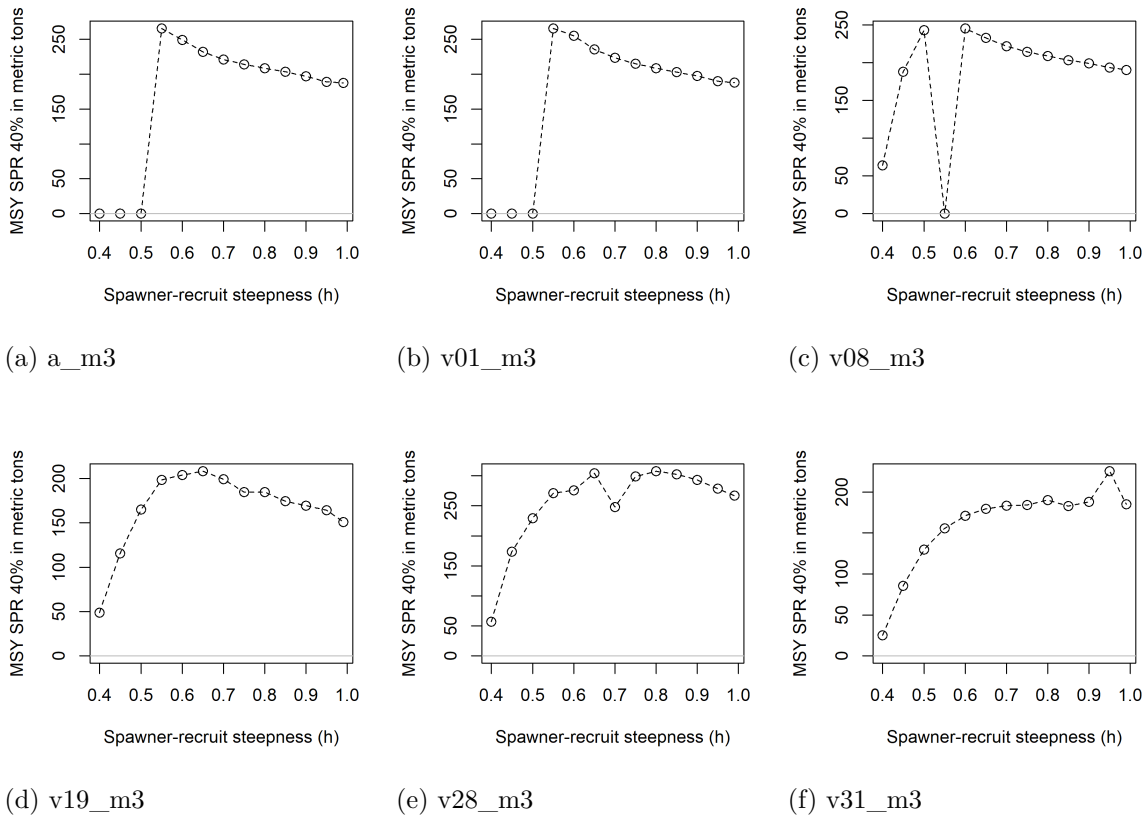 MSY SPR 40% in metric tons
250
150
50
0
0.4 0.5 0.6 0.7 0.8 0.9 1.0
Spawner-recruit steepness (h)
(a) a_m3
MSY SPR 40% in metric tons
250
150
50
0
0.4 0.5 0.6 0.7 0.8 0.9 1.0
Spawner-recruit steepness (h)
(b) v01_m3
MSY SPR 40% in metric tons
250
150
50
0
0.4 0.5 0.6 0.7 0.8 0.9 1.0
Spawner-recruit steepness (h)
(c) v08_m3
MSY SPR 40% in metric tons
200
150
100
50
0
0.4 0.5 0.6 0.7 0.8 0.9 1.0
Spawner-recruit steepness (h)
(d) v19_m3
MSY SPR 40% in metric tons
250
150
50
0
0.4 0.5 0.6 0.7 0.8 0.9 1.0
Spawner-recruit steepness (h)
(e) v28_m3
MSY SPR 40% in metric tons
200
100
50
0
0.4 0.5 0.6 0.7 0.8 0.9 1.0
Spawner-recruit steepness (h)
(f) v31_m3